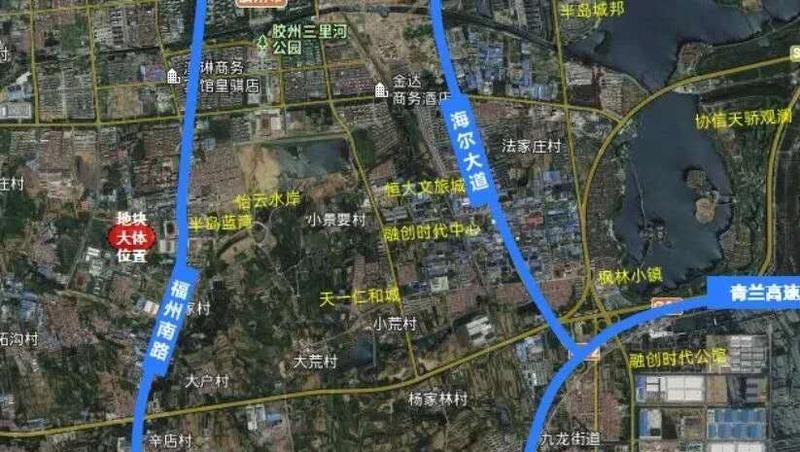 半岛城邦
胶州三里河
公园
琳商务
宾馆皇骐店
金达
商务酒店
海尔大道
协信天骄观澜
法家庄村
庄村
恒大文旅城
怡云水岸
半岛蓝湾
小景婴村
融创时代中心
地块
大体
位置
枫林小镇
青兰高速
天一仁和城
福州南路
家村
小荒村
拓沟村
大荒村
融创时代公馆
大户村
杨家林村
辛店村
九龙街道